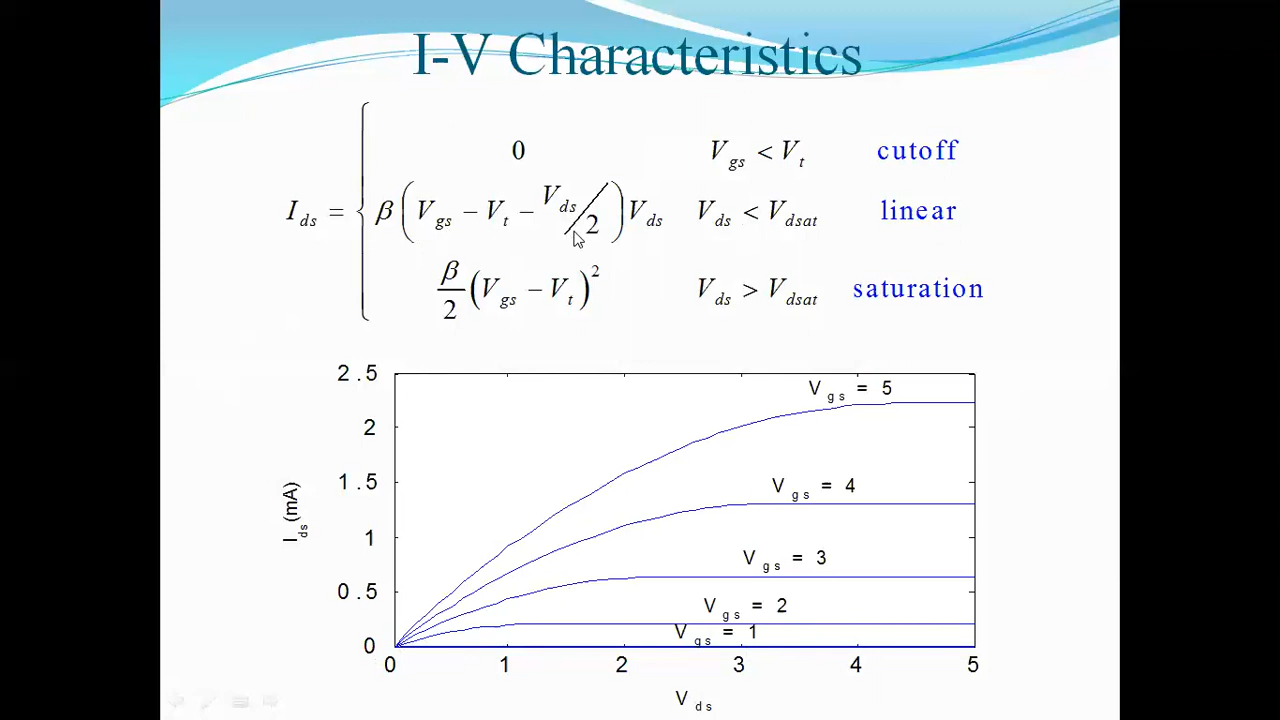 I-V Characteristics
0 V_gs < V_t cutoff
I_ds = { β(V_gs − V_t − V_ds/2)V_ds V_ds < V_dsat linear
β/2 (V_gs − V_t)^2 V_ds > V_dsat saturation
2.5
V_gs = 5
2
V_gs = 4
1.5
I_ds (mA)
1
V_gs = 3
0.5
V_gs = 2
V_gs = 1
0
0 1 2 3 4 5
V_ds